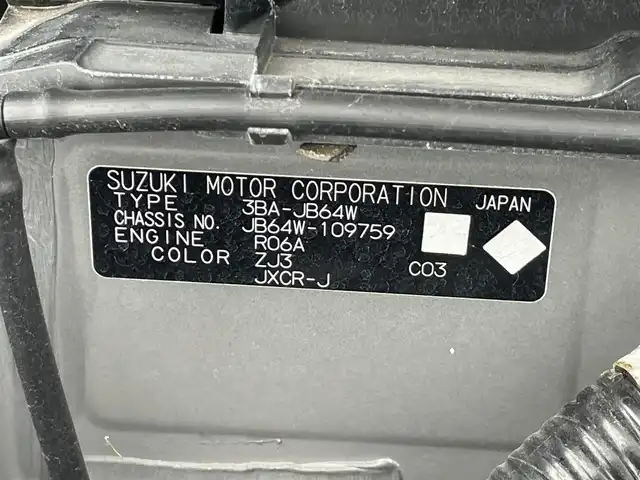 SUZUKI MOTOR CORPORATION JAPAN
TYPE 3BA-JB64W
CHASSIS NO. JB64W-109759
ENGINE R06A
COLOR ZJ3
JXCR-J C03